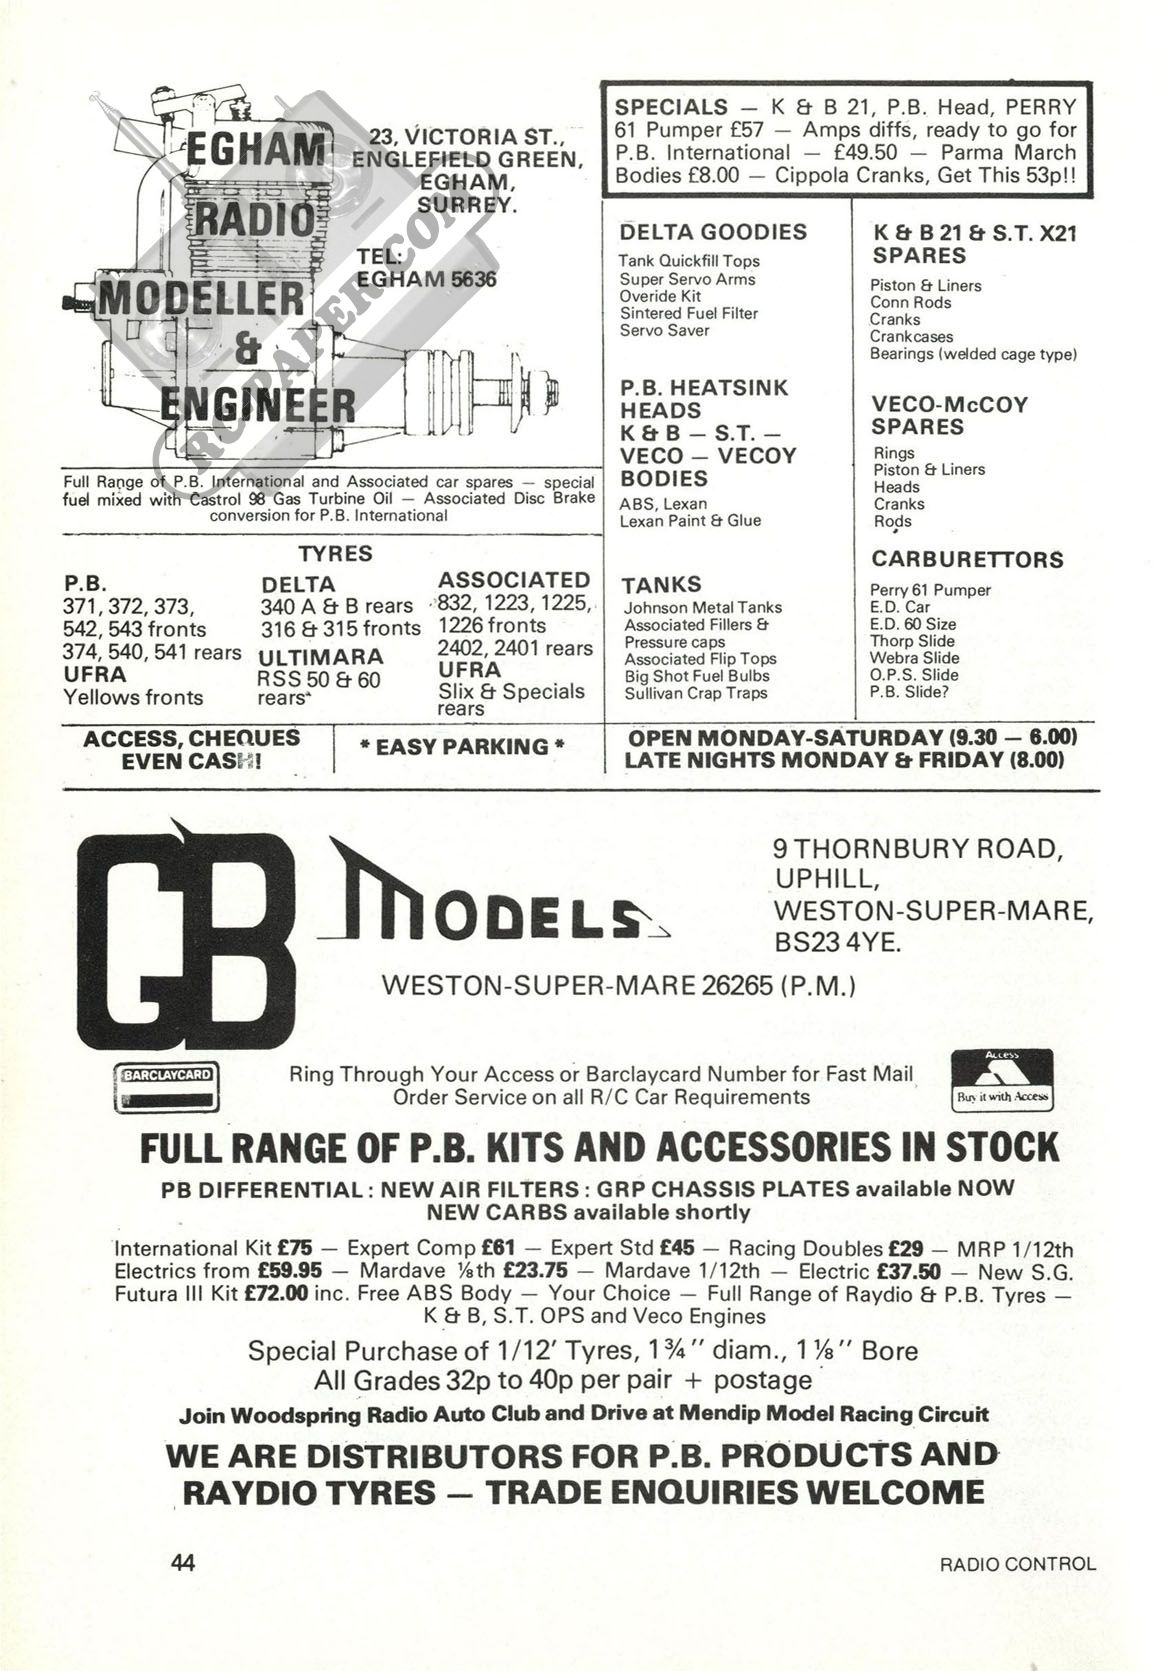 EGHAM
RADIO
MODELLER
&
ENGINEER
23, VICTORIA ST.,
ENGLEFIELD GREEN,
EGHAM,
SURREY.
TEL:
EGHAM 5636
RCPAPER.COM
Full Range of P.B. International and Associated car spares — special
fuel mixed with Castrol 98 Gas Turbine Oil — Associated Disc Brake
conversion for P.B. International
TYRES
P.B.
371, 372, 373,
542, 543 fronts
374, 540, 541 rears
UFRA
Yellows fronts
DELTA
340 A & B rears
316 & 315 fronts
ULTIMARA
RSS 50 & 60
rears
ASSOCIATED
832, 1223, 1225,
1226 fronts
2402, 2401 rears
UFRA
Slix & Specials
rears
ACCESS, CHEQUES
EVEN CASH!
* EASY PARKING *
SPECIALS — K & B 21, P.B. Head, PERRY
61 Pumper £57 — Amps diffs, ready to go for
P.B. International — £49.50 — Parma March
Bodies £8.00 — Cippola Cranks, Get This 53p!!
DELTA GOODIES
Tank Quickfill Tops
Super Servo Arms
Overide Kit
Sintered Fuel Filter
Servo Saver
P.B. HEATSINK
HEADS
K & B — S.T. —
VECO — VECOY
BODIES
ABS, Lexan
Lexan Paint & Glue
TANKS
Johnson Metal Tanks
Associated Fillers &
Pressure caps
Associated Flip Tops
Big Shot Fuel Bulbs
Sullivan Crap Traps
K & B 21 & S.T. X21
SPARES
Piston & Liners
Conn Rods
Cranks
Crankcases
Bearings (welded cage type)
VECO-McCOY
SPARES
Rings
Piston & Liners
Heads
Cranks
Rods
CARBURETTORS
Perry 61 Pumper
E.D. Car
E.D. 60 Size
Thorp Slide
Webra Slide
O.P.S. Slide
P.B. Slide?
OPEN MONDAY-SATURDAY (9.30 — 6.00)
LATE NIGHTS MONDAY & FRIDAY (8.00)
GB MODELS
9 THORNBURY ROAD,
UPHILL,
WESTON-SUPER-MARE,
BS23 4YE.
WESTON-SUPER-MARE 26265 (P.M.)
BARCLAYCARD
Ring Through Your Access or Barclaycard Number for Fast Mail
Order Service on all R/C Car Requirements
Access
Buy it with Access
FULL RANGE OF P.B. KITS AND ACCESSORIES IN STOCK
PB DIFFERENTIAL : NEW AIR FILTERS : GRP CHASSIS PLATES available NOW
NEW CARBS available shortly
International Kit £75 — Expert Comp £61 — Expert Std £45 — Racing Doubles £29 — MRP 1/12th
Electrics from £59.95 — Mardave ⅛th £23.75 — Mardave 1/12th — Electric £37.50 — New S.G.
Futura III Kit £72.00 inc. Free ABS Body — Your Choice — Full Range of Raydio & P.B. Tyres —
K & B, S.T. OPS and Veco Engines
Special Purchase of 1/12' Tyres, 1¾" diam., 1⅛" Bore
All Grades 32p to 40p per pair + postage
Join Woodspring Radio Auto Club and Drive at Mendip Model Racing Circuit
WE ARE DISTRIBUTORS FOR P.B. PRODUCTS AND
RAYDIO TYRES — TRADE ENQUIRIES WELCOME
44
RADIO CONTROL